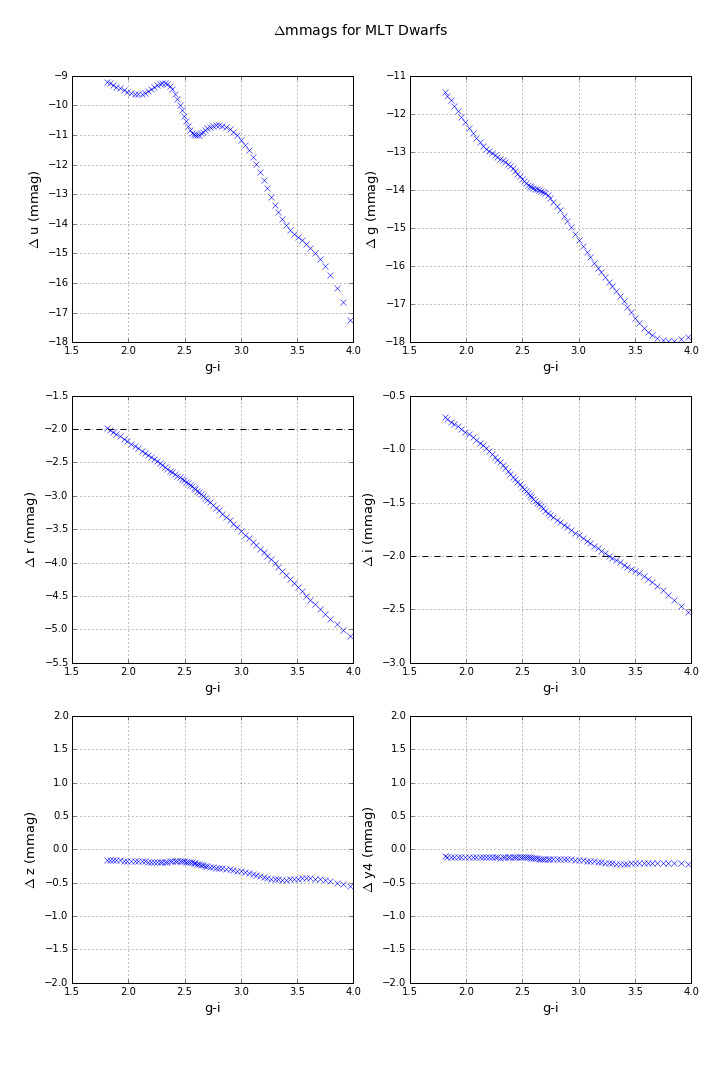 Δmmags for MLT Dwarfs
−9
−10
−11
−12
−13
−14
−15
−16
−17
−18
Δ u (mmag)
1.5 2.0 2.5 3.0 3.5 4.0
g-i
−11
−12
−13
−14
−15
−16
−17
−18
Δ g (mmag)
1.5 2.0 2.5 3.0 3.5 4.0
g-i
−1.5
−2.0
−2.5
−3.0
−3.5
−4.0
−4.5
−5.0
−5.5
Δ r (mmag)
1.5 2.0 2.5 3.0 3.5 4.0
g-i
−0.5
−1.0
−1.5
−2.0
−2.5
−3.0
Δ i (mmag)
1.5 2.0 2.5 3.0 3.5 4.0
g-i
2.0
1.5
1.0
0.5
0.0
−0.5
−1.0
−1.5
−2.0
Δ z (mmag)
1.5 2.0 2.5 3.0 3.5 4.0
g-i
2.0
1.5
1.0
0.5
0.0
−0.5
−1.0
−1.5
−2.0
Δ y4 (mmag)
1.5 2.0 2.5 3.0 3.5 4.0
g-i